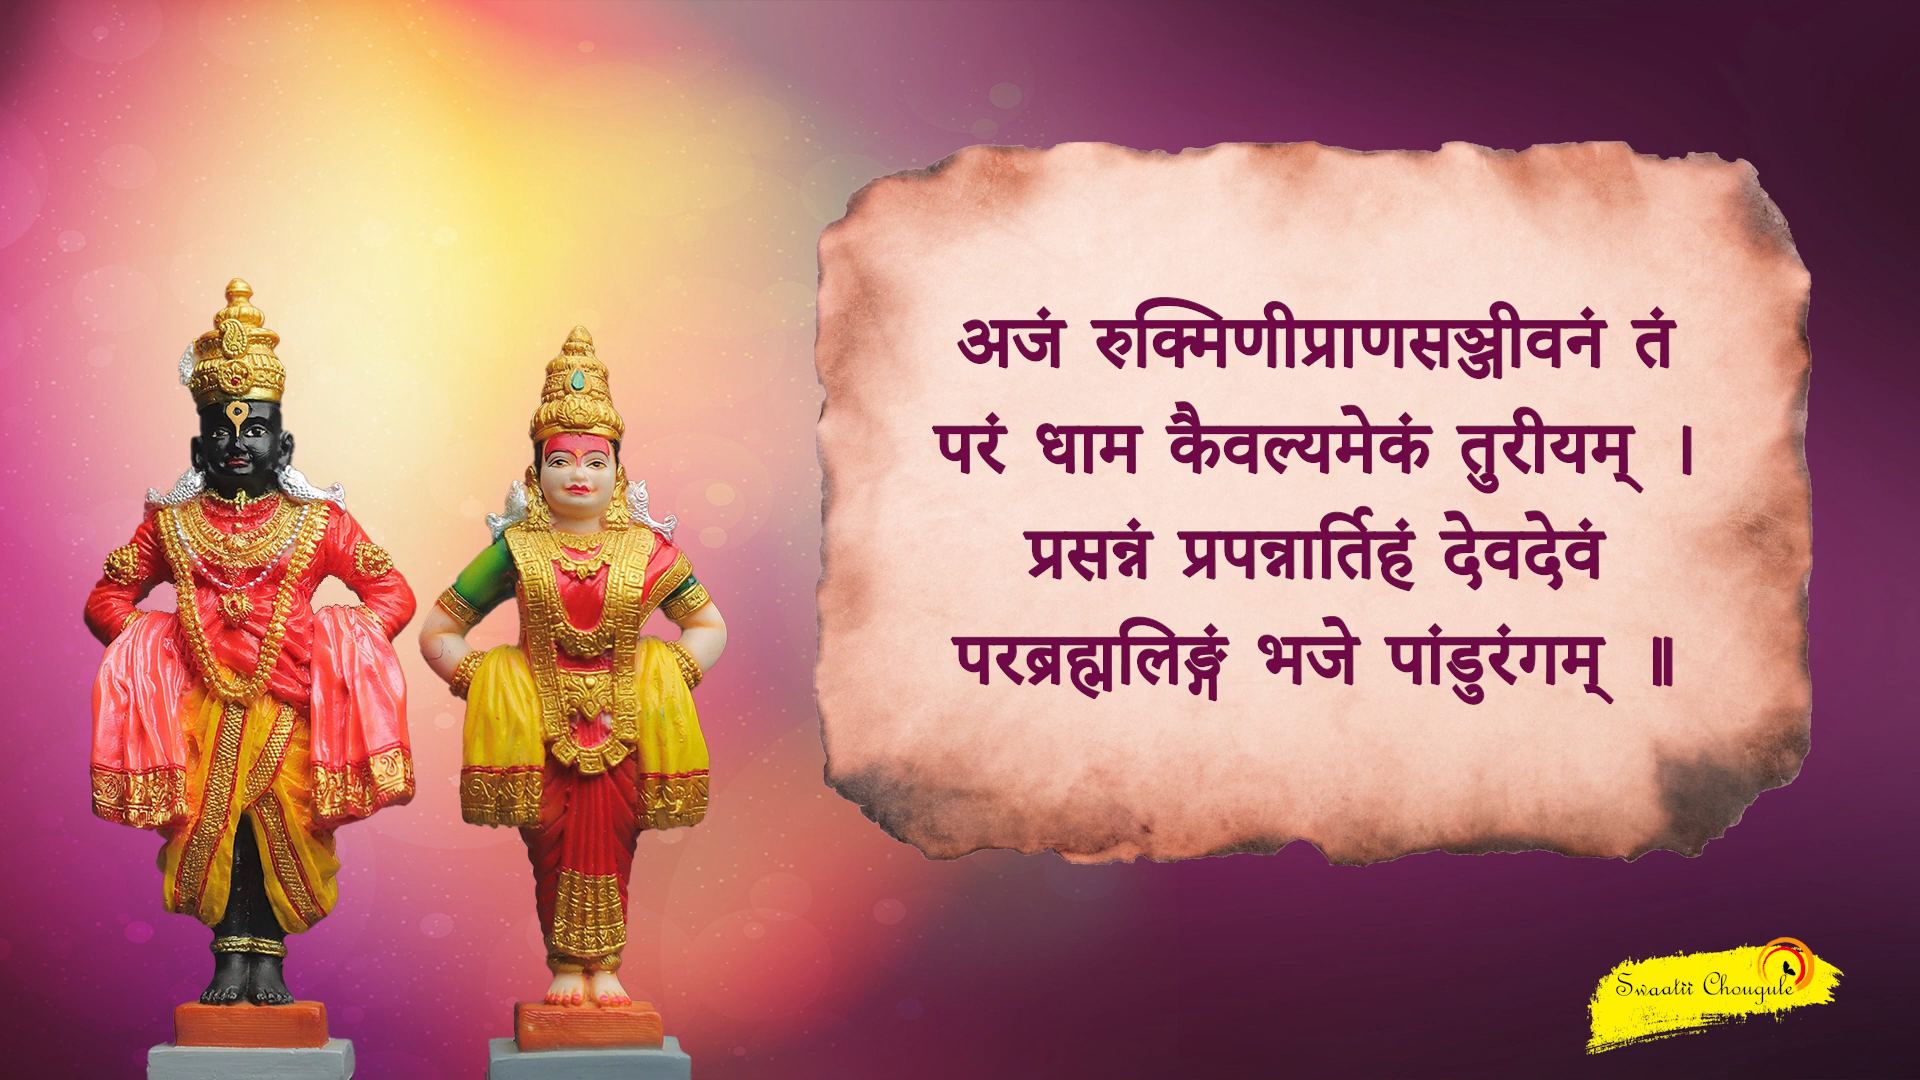 अजं रुक्मिणीप्राणसञ्जीवनं तं
परं धाम कैवल्यमेकं तुरीयम् ।
प्रसन्नं प्रपन्नार्तिहं देवदेवं
परब्रह्मलिङ्गं भजे पांडुरंगम् ॥
Swaatii Chougule